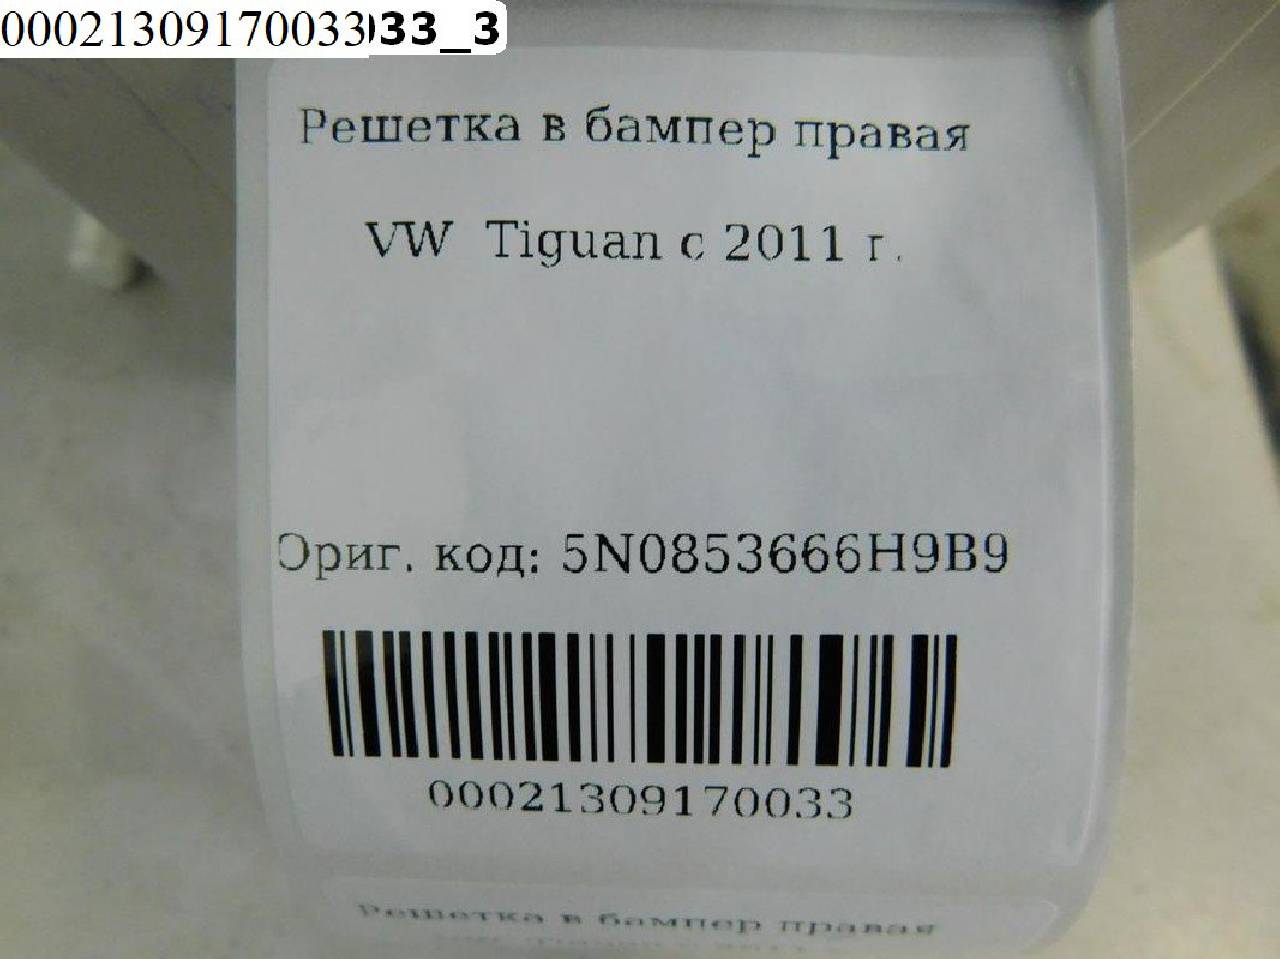 00021309170033
33_3
Решетка в бампер правая
VW Tiguan с 2011 г.
Ориг. код: 5N0853666H9B9
00021309170033
Решетка в бампер правая